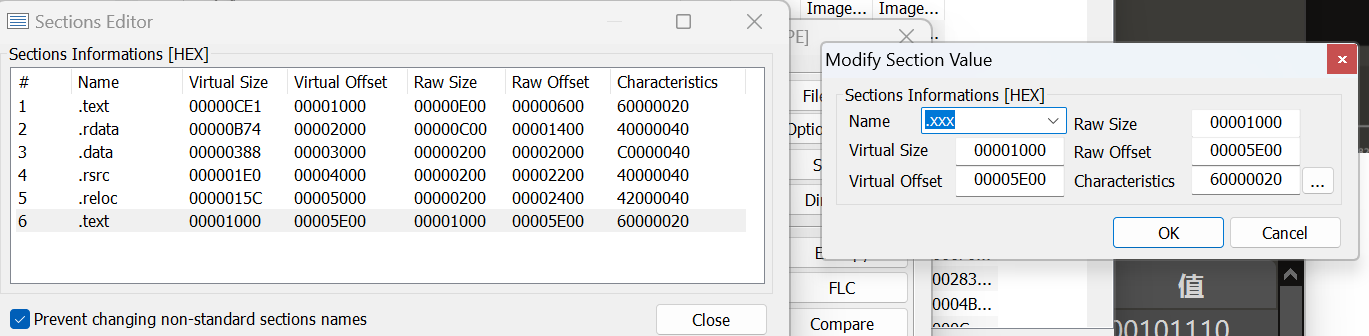 Image... Image...
Sections Editor
PE]
Sections Informations [HEX]
# Name Virtual Size Virtual Offset Raw Size Raw Offset Characteristics
1 .text 00000CE1 00001000 00000E00 00000600 60000020
2 .rdata 00000B74 00002000 00000C00 00001400 40000040
3 .data 00000388 00003000 00000200 00002000 C0000040
4 .rsrc 000001E0 00004000 00000200 00002200 40000040
5 .reloc 0000015C 00005000 00000200 00002400 42000040
6 .text 00001000 00005E00 00001000 00005E00 60000020
Prevent changing non-standard sections names
Close
File
Optio
S
Di
FLC
Compare
Modify Section Value
Sections Informations [HEX]
Name .xxx Raw Size 00001000
Virtual Size 00001000 Raw Offset 00005E00
Virtual Offset 00005E00 Characteristics 60000020 ...
OK Cancel
00283...
0004B...
值
00101110